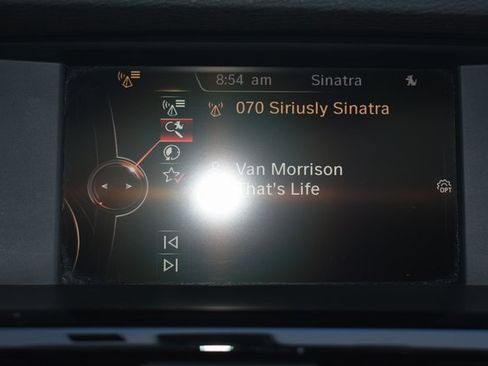 8:54 am Sinatra
070 Siriusly Sinatra
Van Morrison
That's Life
OPT